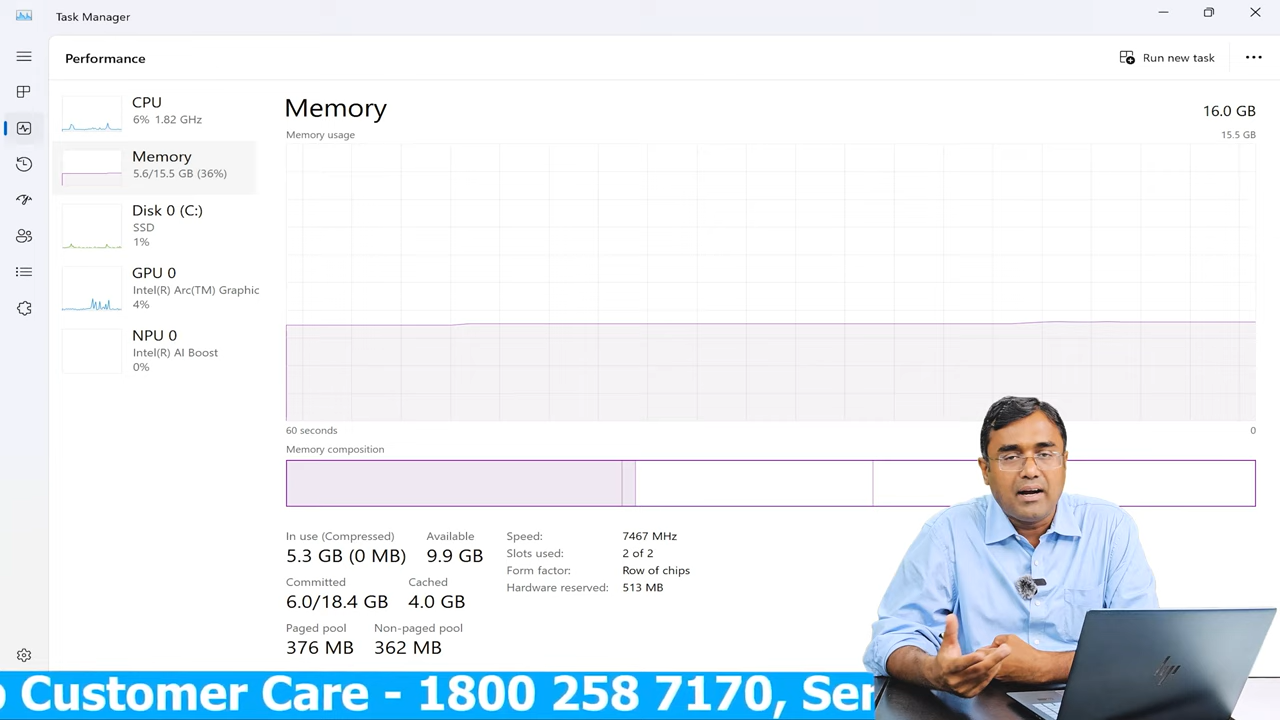 Task Manager
Performance
Run new task
CPU
6% 1.82 GHz
Memory
5.6/15.5 GB (36%)
Disk 0 (C:)
SSD
1%
GPU 0
Intel(R) Arc(TM) Graphic
4%
NPU 0
Intel(R) AI Boost
0%
Memory
16.0 GB
Memory usage
15.5 GB
60 seconds
0
Memory composition
In use (Compressed)
5.3 GB (0 MB)
Available
9.9 GB
Committed
6.0/18.4 GB
Cached
4.0 GB
Paged pool
376 MB
Non-paged pool
362 MB
Speed: 7467 MHz
Slots used: 2 of 2
Form factor: Row of chips
Hardware reserved: 513 MB
Customer Care - 1800 258 7170, Ser
hp